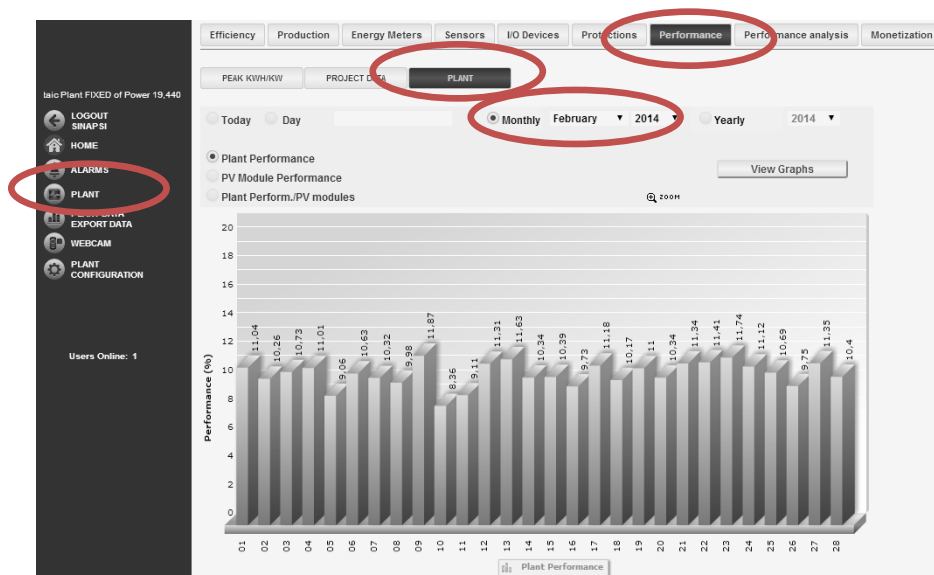 Efficiency
Production
Energy Meters
Sensors
I/O Devices
Protections
Performance
Performance analysis
Monetization
PEAK KWH/KW
PROJECT DATA
PLANT
taic Plant FIXED of Power 19,440
LOGOUT
SINAPSI
HOME
ALARMS
PLANT
EXPORT DATA
WEBCAM
PLANT
CONFIGURATION
Users Online: 1
Today
Day
Monthly
February
2014
Yearly
2014
Plant Performance
PV Module Performance
Plant Perform./PV modules
View Graphs
ZOOM
Performance (%)
20
18
16
14
12
10
8
6
4
2
0
11,04
10,26
10,73
11,01
9,06
10,63
10,32
9,98
11,87
8,36
9,11
11,31
11,63
10,34
10,39
9,73
11,18
10,17
11
10,34
11,34
11,41
11,74
11,12
10,69
9,75
11,35
10,4
01
02
03
04
05
06
07
08
09
10
11
12
13
14
15
16
17
18
19
20
21
22
23
24
25
26
27
28
Plant Performance